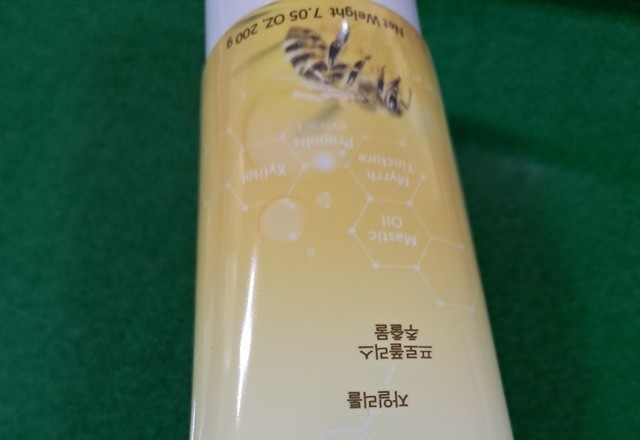 자일리톨
프로폴리스
추출물
Mastic
Oil
Myrrh
Tincture
Xylitol
Propolis
extract
Net Weight 7.05 OZ. 200 g